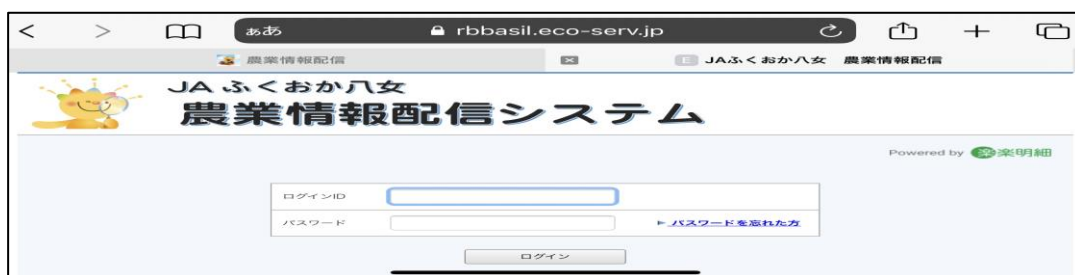 ぁあ rbbasil.eco-serv.jp
農業情報配信 E JAふくおか八女 農業情報配信
JAふくおか八女
農業情報配信システム
Powered by 楽 楽明細
ログインID
パスワード ▶ パスワードを忘れた方
ログイン